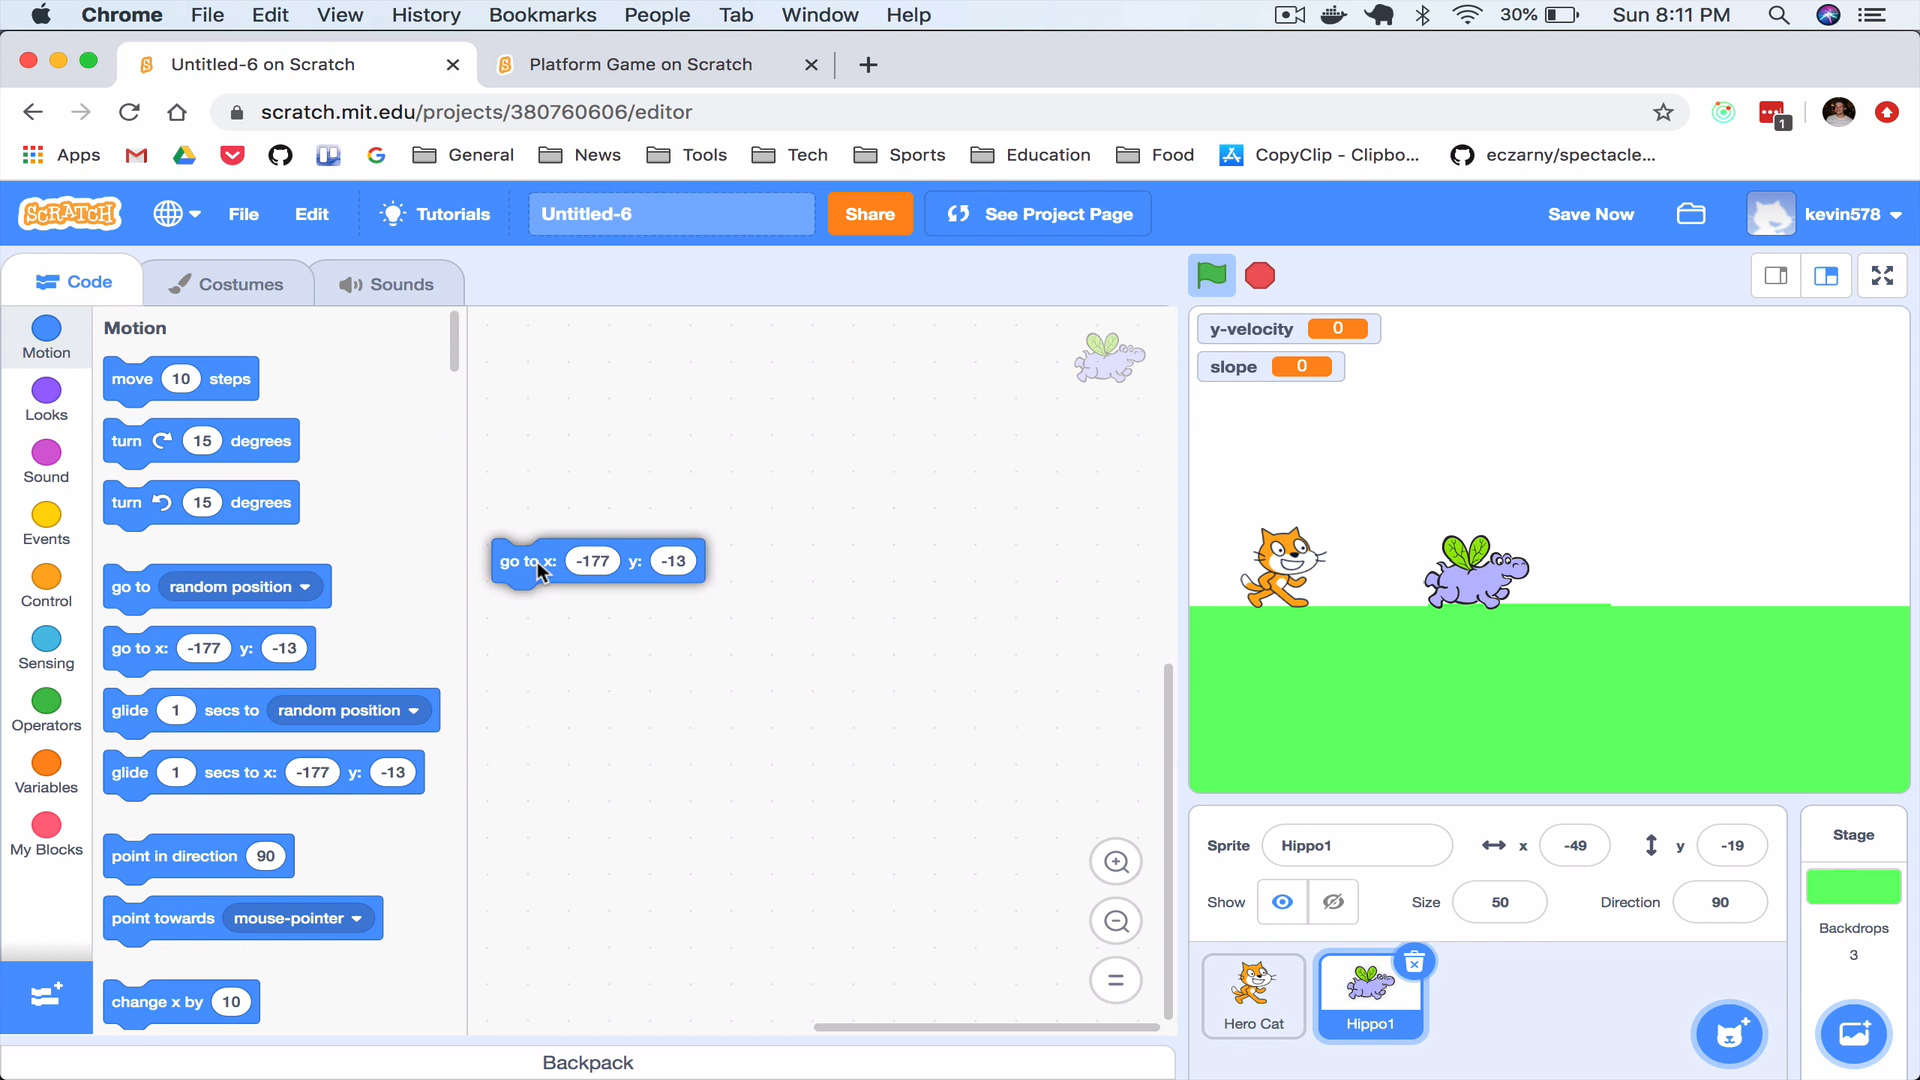 Chrome File Edit View History Bookmarks People Tab Window Help 30% Sun 8:11 PM
Untitled-6 on Scratch Platform Game on Scratch
scratch.mit.edu/projects/380760606/editor 1
Apps General News Tools Tech Sports Education Food CopyClip - Clipbo... eczarny/spectacle...
SCRATCH File Edit Tutorials Untitled-6 Share See Project Page Save Now kevin578
Code Costumes Sounds
Motion
Looks
Sound
Events
Control
Sensing
Operators
Variables
My Blocks
Motion
move 10 steps
turn 15 degrees
turn 15 degrees
go to random position
go to x: -177 y: -13
glide 1 secs to random position
glide 1 secs to x: -177 y: -13
point in direction 90
point towards mouse-pointer
change x by 10
go to x: -177 y: -13
Backpack
y-velocity 0
slope 0
Sprite Hippo1 x -49 y -19
Show Size 50 Direction 90
Hero Cat
Hippo1
Stage
Backdrops
3